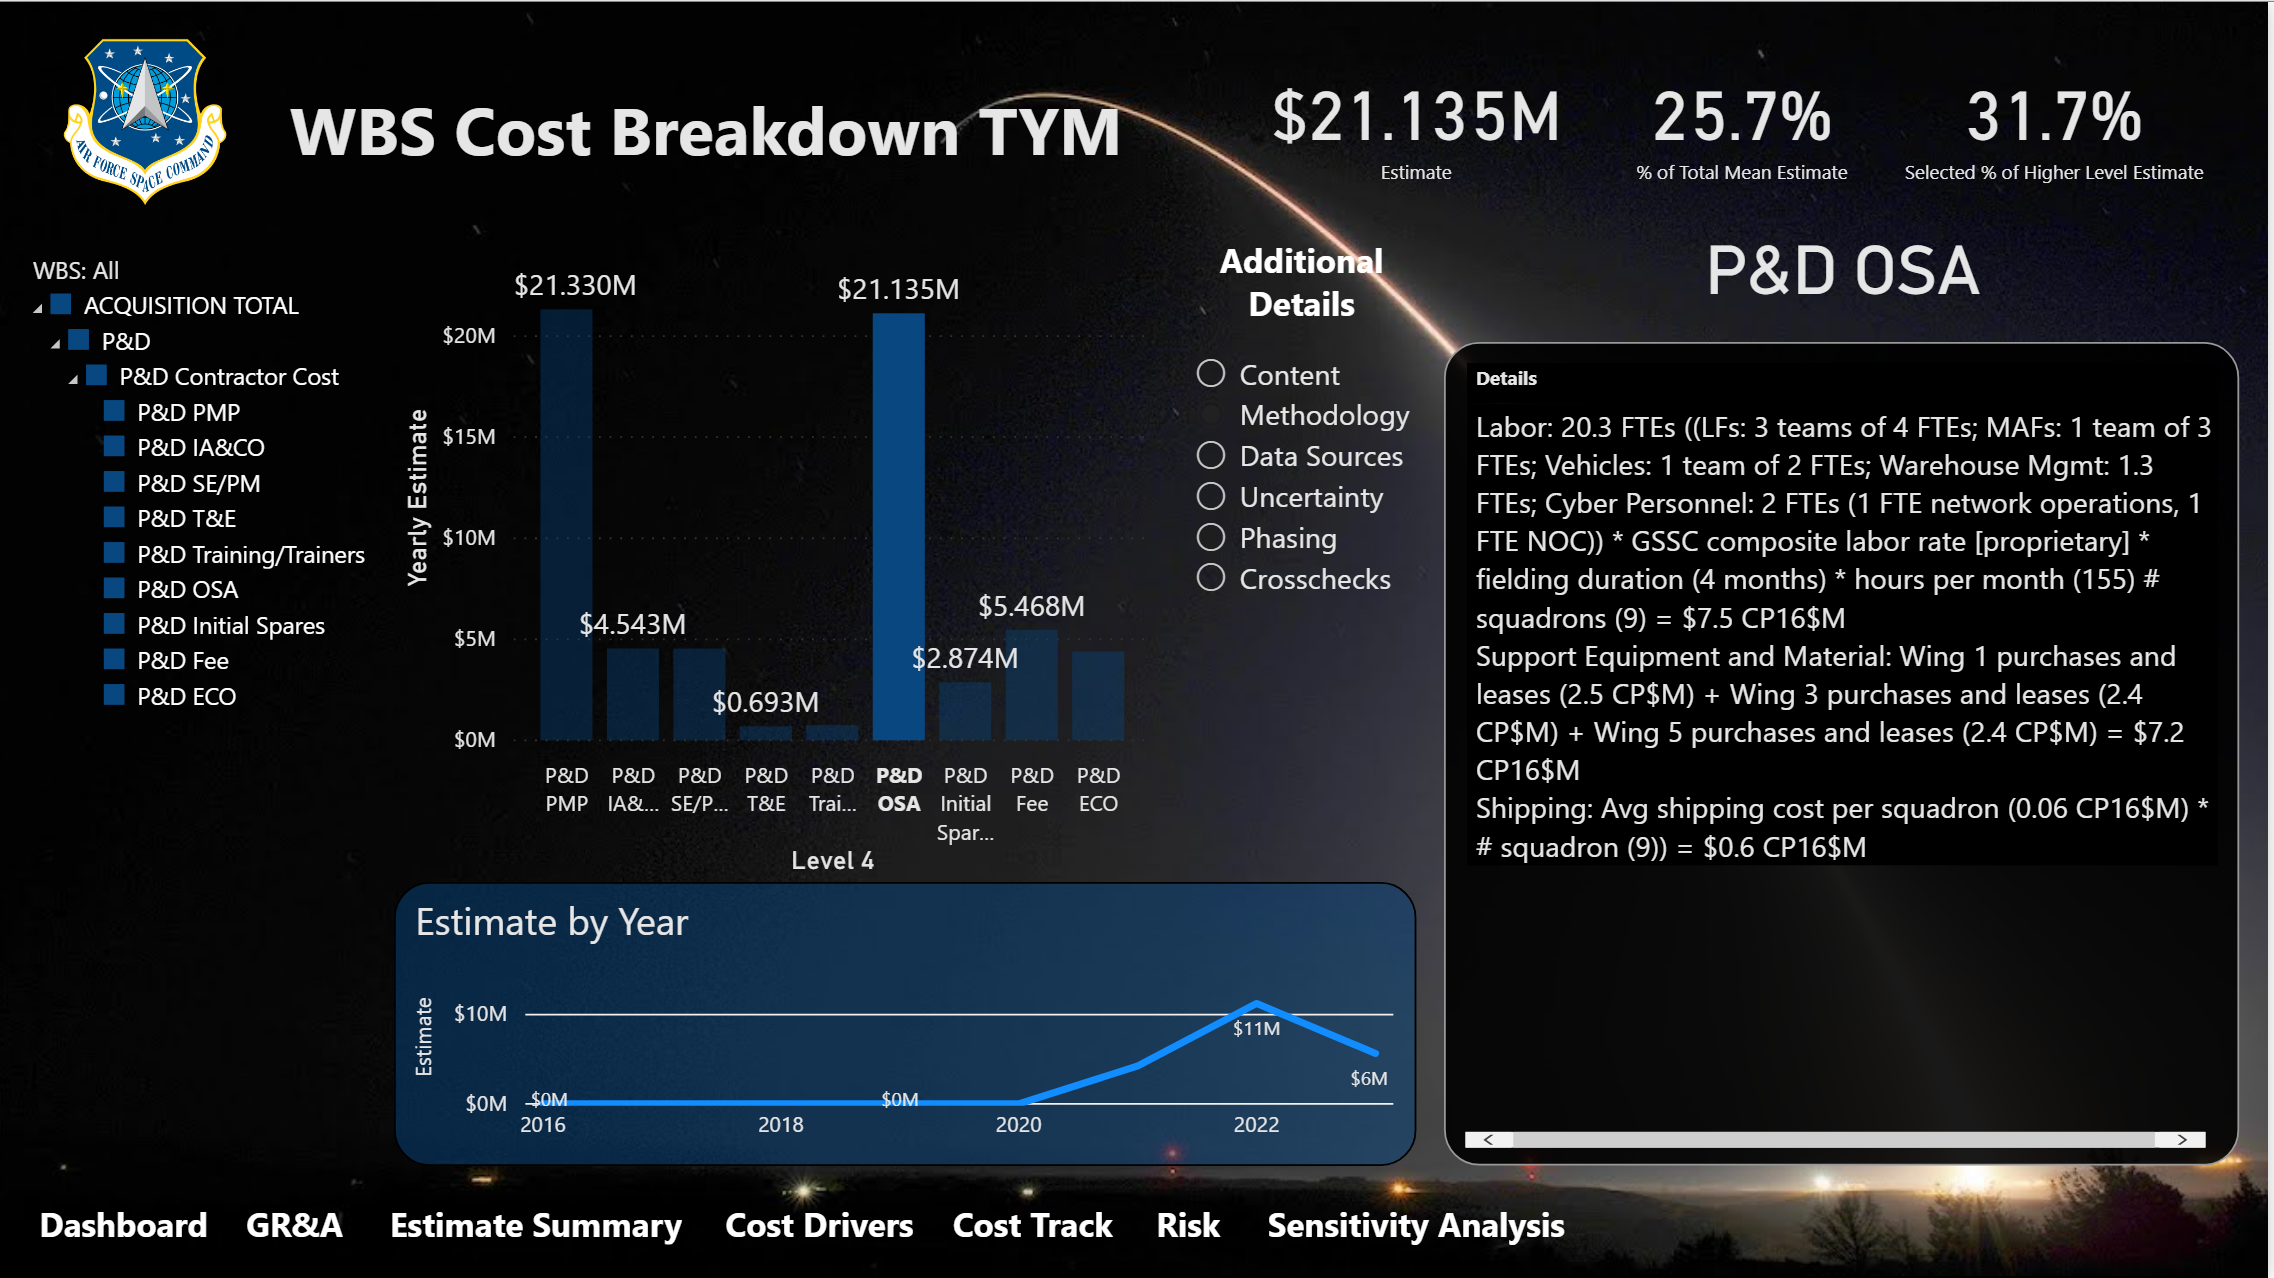 AIR FORCE SPACE COMMAND
WBS Cost Breakdown TYM
$21.135M
Estimate
25.7%
% of Total Mean Estimate
31.7%
Selected % of Higher Level Estimate
WBS: All
ACQUISITION TOTAL
P&D
P&D Contractor Cost
P&D PMP
P&D IA&CO
P&D SE/PM
P&D T&E
P&D Training/Trainers
P&D OSA
P&D Initial Spares
P&D Fee
P&D ECO
Yearly Estimate
$20M
$15M
$10M
$5M
$0M
$21.330M
$4.543M
$0.693M
$21.135M
$2.874M
$5.468M
P&D
PMP
P&D
IA&...
P&D
SE/P...
P&D
T&E
P&D
Trai...
P&D
OSA
P&D
Initial
Spar...
P&D
Fee
P&D
ECO
Level 4
Additional
Details
Content
Methodology
Data Sources
Uncertainty
Phasing
Crosschecks
P&D OSA
Details
Labor: 20.3 FTEs ((LFs: 3 teams of 4 FTEs; MAFs: 1 team of 3
FTEs; Vehicles: 1 team of 2 FTEs; Warehouse Mgmt: 1.3
FTEs; Cyber Personnel: 2 FTEs (1 FTE network operations, 1
FTE NOC)) * GSSC composite labor rate [proprietary] *
fielding duration (4 months) * hours per month (155) #
squadrons (9) = $7.5 CP16$M
Support Equipment and Material: Wing 1 purchases and
leases (2.5 CP$M) + Wing 3 purchases and leases (2.4
CP$M) + Wing 5 purchases and leases (2.4 CP$M) = $7.2
CP16$M
Shipping: Avg shipping cost per squadron (0.06 CP16$M) *
# squadron (9)) = $0.6 CP16$M
Estimate by Year
Estimate
$10M
$0M
$0M
$0M
$11M
$6M
2016
2018
2020
2022
Dashboard
GR&A
Estimate Summary
Cost Drivers
Cost Track
Risk
Sensitivity Analysis